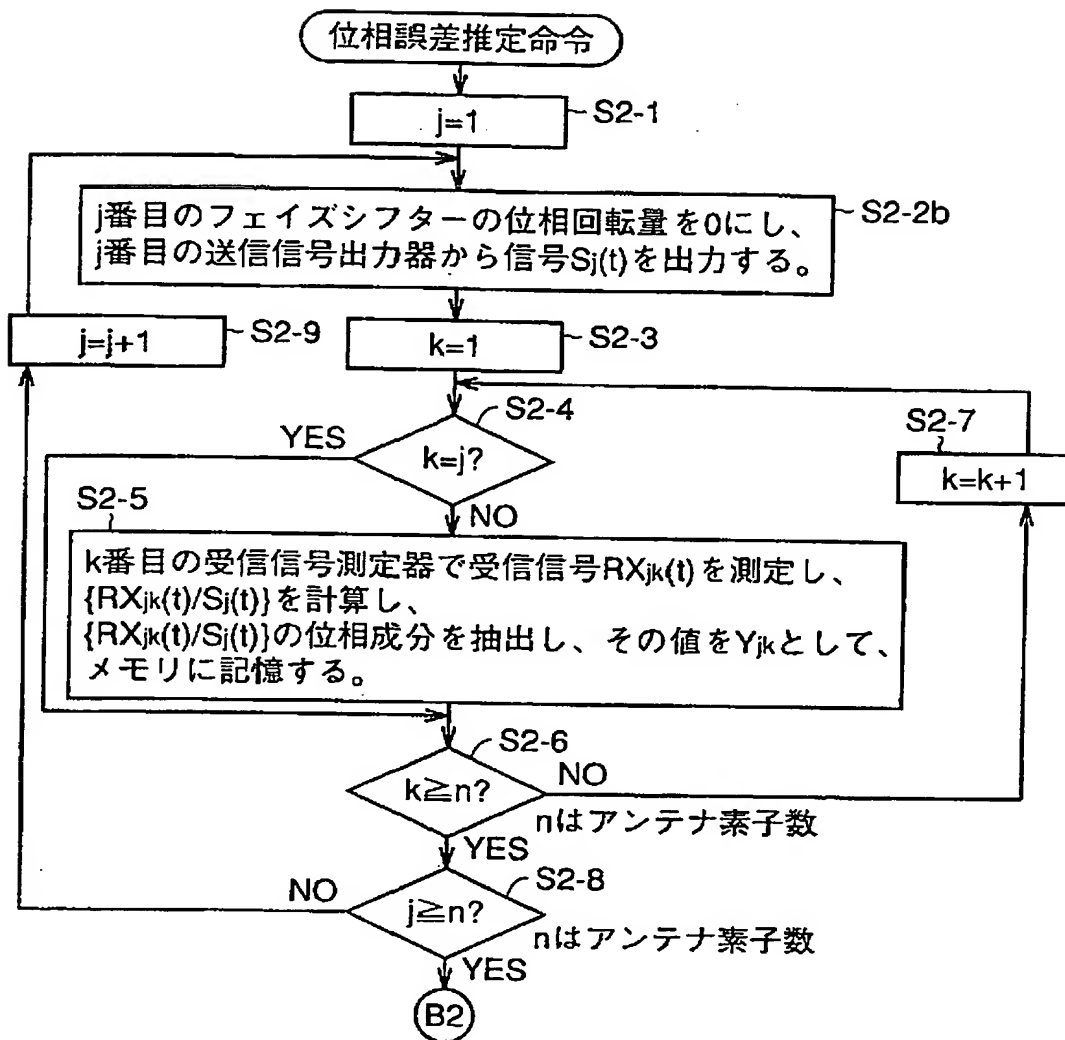 位相誤差推定命令
j=1
S2-1
j番目のフェイズシフターの位相回転量を0にし、
j番目の送信信号出力器から信号Sj(t)を出力する。
S2-2b
j=j+1
S2-9
k=1
S2-3
S2-4
YES
k=j?
NO
S2-7
k=k+1
S2-5
k番目の受信信号測定器で受信信号RXjk(t)を測定し、
{RXjk(t)/Sj(t)}を計算し、
{RXjk(t)/Sj(t)}の位相成分を抽出し、その値をYjkとして、
メモリに記憶する。
S2-6
k≧n?
NO
nはアンテナ素子数
YES
S2-8
NO
j≧n?
nはアンテナ素子数
YES
B2